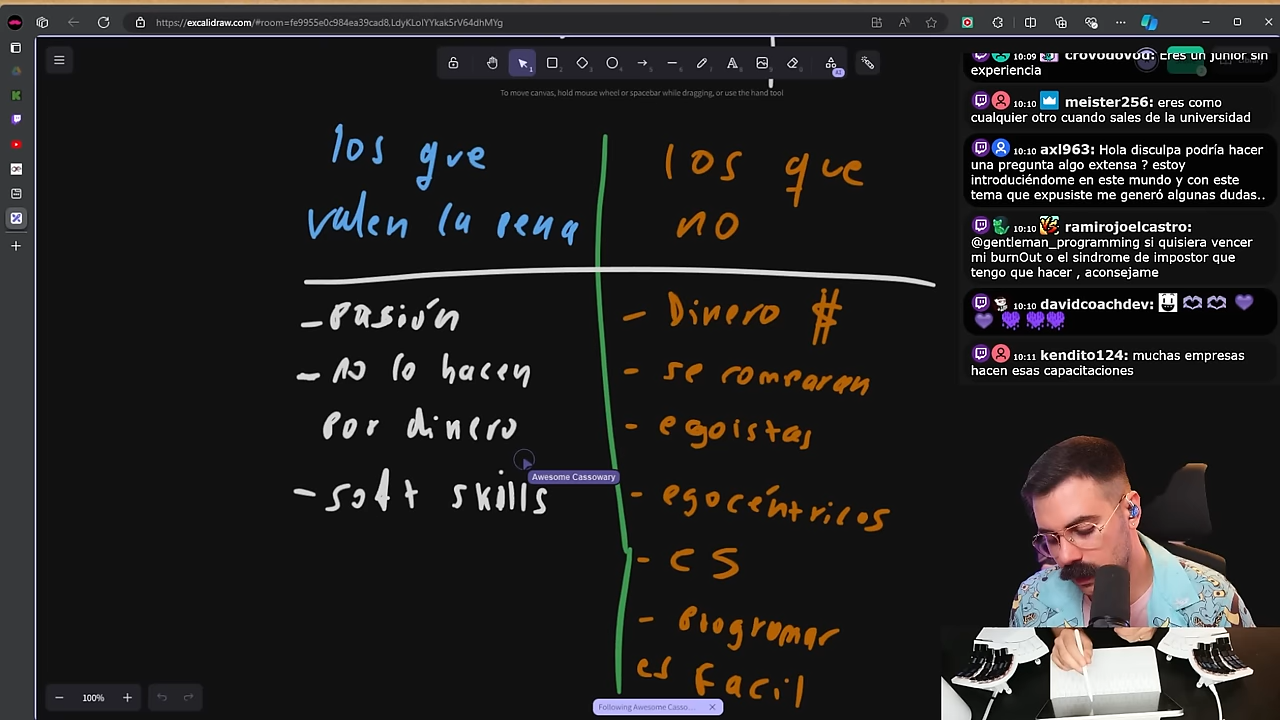 https://excalidraw.com/#room=fe9955e0c984ea39cad8.LdyKLoIYYkak5rV64dhMYg
To move canvas, hold mouse wheel or spacebar while dragging, or use the hand tool
los que
valen la pena
los que
no
- Pasión
- no lo hacen
por dinero
- soft skills
- Dinero $
- se comparan
- egoistas
- egocéntricos
- CS
- Programar
es facil
Awesome Cassowary
100%
Following Awesome Casso...
10:09 crovodovod: Eres un junior sin
experiencia
10:10 meister256: eres como
cualquier otro cuando sales de la universidad
10:10 axl963: Hola disculpa podría hacer
una pregunta algo extensa ? estoy
introduciéndome en este mundo y con este
tema que expusiste me generó algunas dudas..
10:10 ramirojoelcastro:
@gentleman_programming si quisiera vencer
mi burnOut o el sindrome de impostor que
tengo que hacer , aconsejame
10:10 davidcoachdev:
10:11 kendito124: muchas empresas
hacen esas capacitaciones